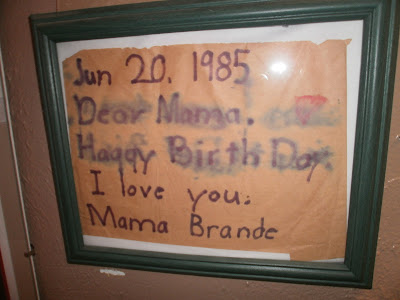 Jun 20. 1985
Dear Mama.
Happy Birth Day.
I love you.
Mama Brande